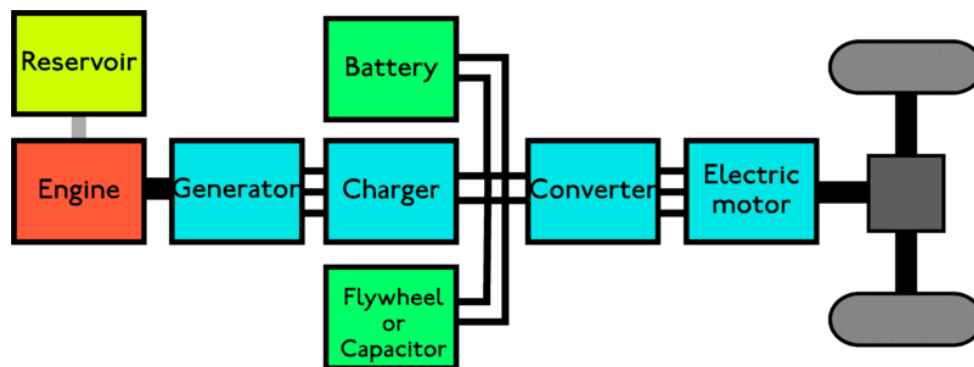 Reservoir
Battery
Engine
Generator
Charger
Converter
Electric
motor
Flywheel
or
Capacitor